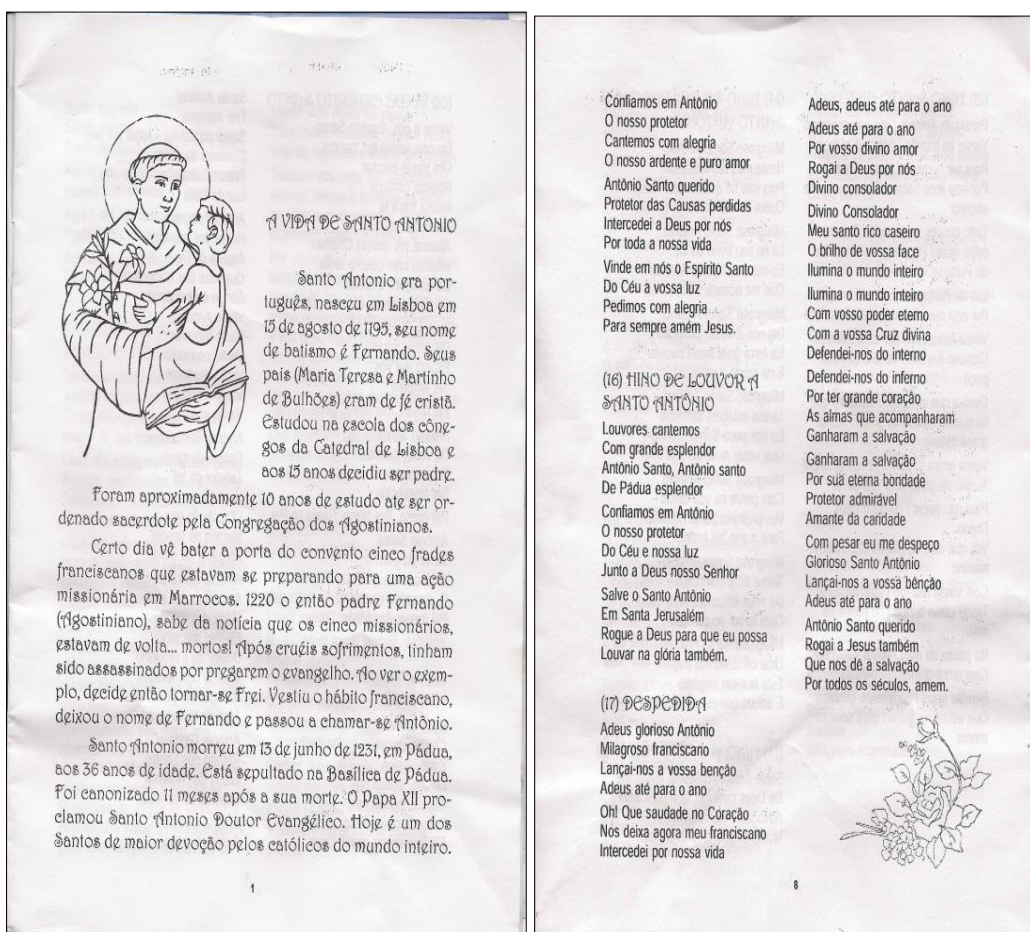 A VIDA DE SANTO ANTONIO
Santo Antonio era por-
tuguês, nasceu em Lisboa em
15 de agosto de 1195, seu nome
de batismo é Fernando. Seus
pais (Maria Teresa e Martinho
de Bulhões) eram de fé cristã.
Estudou na escola dos cône-
gos da Catedral de Lisboa e
aos 15 anos decidiu ser padre.
Foram aproximadamente 10 anos de estudo ate ser or-
denado sacerdote pela Congregação dos Agostinianos.
Certo dia vê bater a porta do convento cinco frades
franciscanos que estavam se preparando para uma ação
missionária em Marrocos. 1220 o então padre Fernando
(Agostiniano), sabe da notícia que os cinco missionários,
estavam de volta... mortos! Após cruéis sofrimentos, tinham
sido assassinados por pregarem o evangelho. Ao ver o exem-
plo, decide então tornar-se Frei. Vestiu o hábito franciscano,
deixou o nome de Fernando e passou a chamar-se Antônio.
Santo Antonio morreu em 13 de junho de 1231, em Pádua,
aos 36 anos de idade. Está sepultado na Basílica de Pádua.
Foi canonizado 11 meses após a sua morte. O Papa XII pro-
clamou Santo Antonio Doutor Evangélico. Hoje é um dos
Santos de maior devoção pelos católicos do mundo inteiro.
1
Confiamos em Antônio
O nosso protetor
Cantemos com alegria
O nosso ardente e puro amor
Antônio Santo querido
Protetor das Causas perdidas
Intercedei a Deus por nós
Por toda a nossa vida
Vinde em nós o Espirito Santo
Do Céu a vossa luz
Pedimos com alegria
Para sempre amém Jesus.
(16) HINO DE LOUVOR A
SANTO ANTÔNIO
Louvores cantemos
Com grande esplendor
Antônio Santo, Antônio santo
De Pádua esplendor
Confiamos em Antônio
O nosso protetor
Do Céu e nossa luz
Junto a Deus nosso Senhor
Salve o Santo Antônio
Em Santa Jerusalém
Rogue a Deus para que eu possa
Louvar na glória também.
(17) DESPEDIDA
Adeus glorioso Antônio
Milagroso franciscano
Lançai-nos a vossa benção
Adeus até para o ano
Oh! Que saudade no Coração
Nos deixa agora meu franciscano
Intercedei por nossa vida
Adeus, adeus até para o ano
Adeus até para o ano
Por vosso divino amor
Rogai a Deus por nós
Divino consolador
Divino Consolador
Meu santo rico caseiro
O brilho de vossa face
Ilumina o mundo inteiro
Ilumina o mundo inteiro
Com vosso poder eterno
Com a vossa Cruz divina
Defendei-nos do interno
Defendei-nos do inferno
Por ter grande coração
As almas que acompanharam
Ganharam a salvação
Ganharam a salvação
Por sua eterna bondade
Protetor admirável
Amante da caridade
Com pesar eu me despeço
Glorioso Santo Antônio
Lançai-nos a vossa bênção
Adeus até para o ano
Antônio Santo querido
Rogai a Jesus também
Que nos dê a salvação
Por todos os séculos, amem.
8